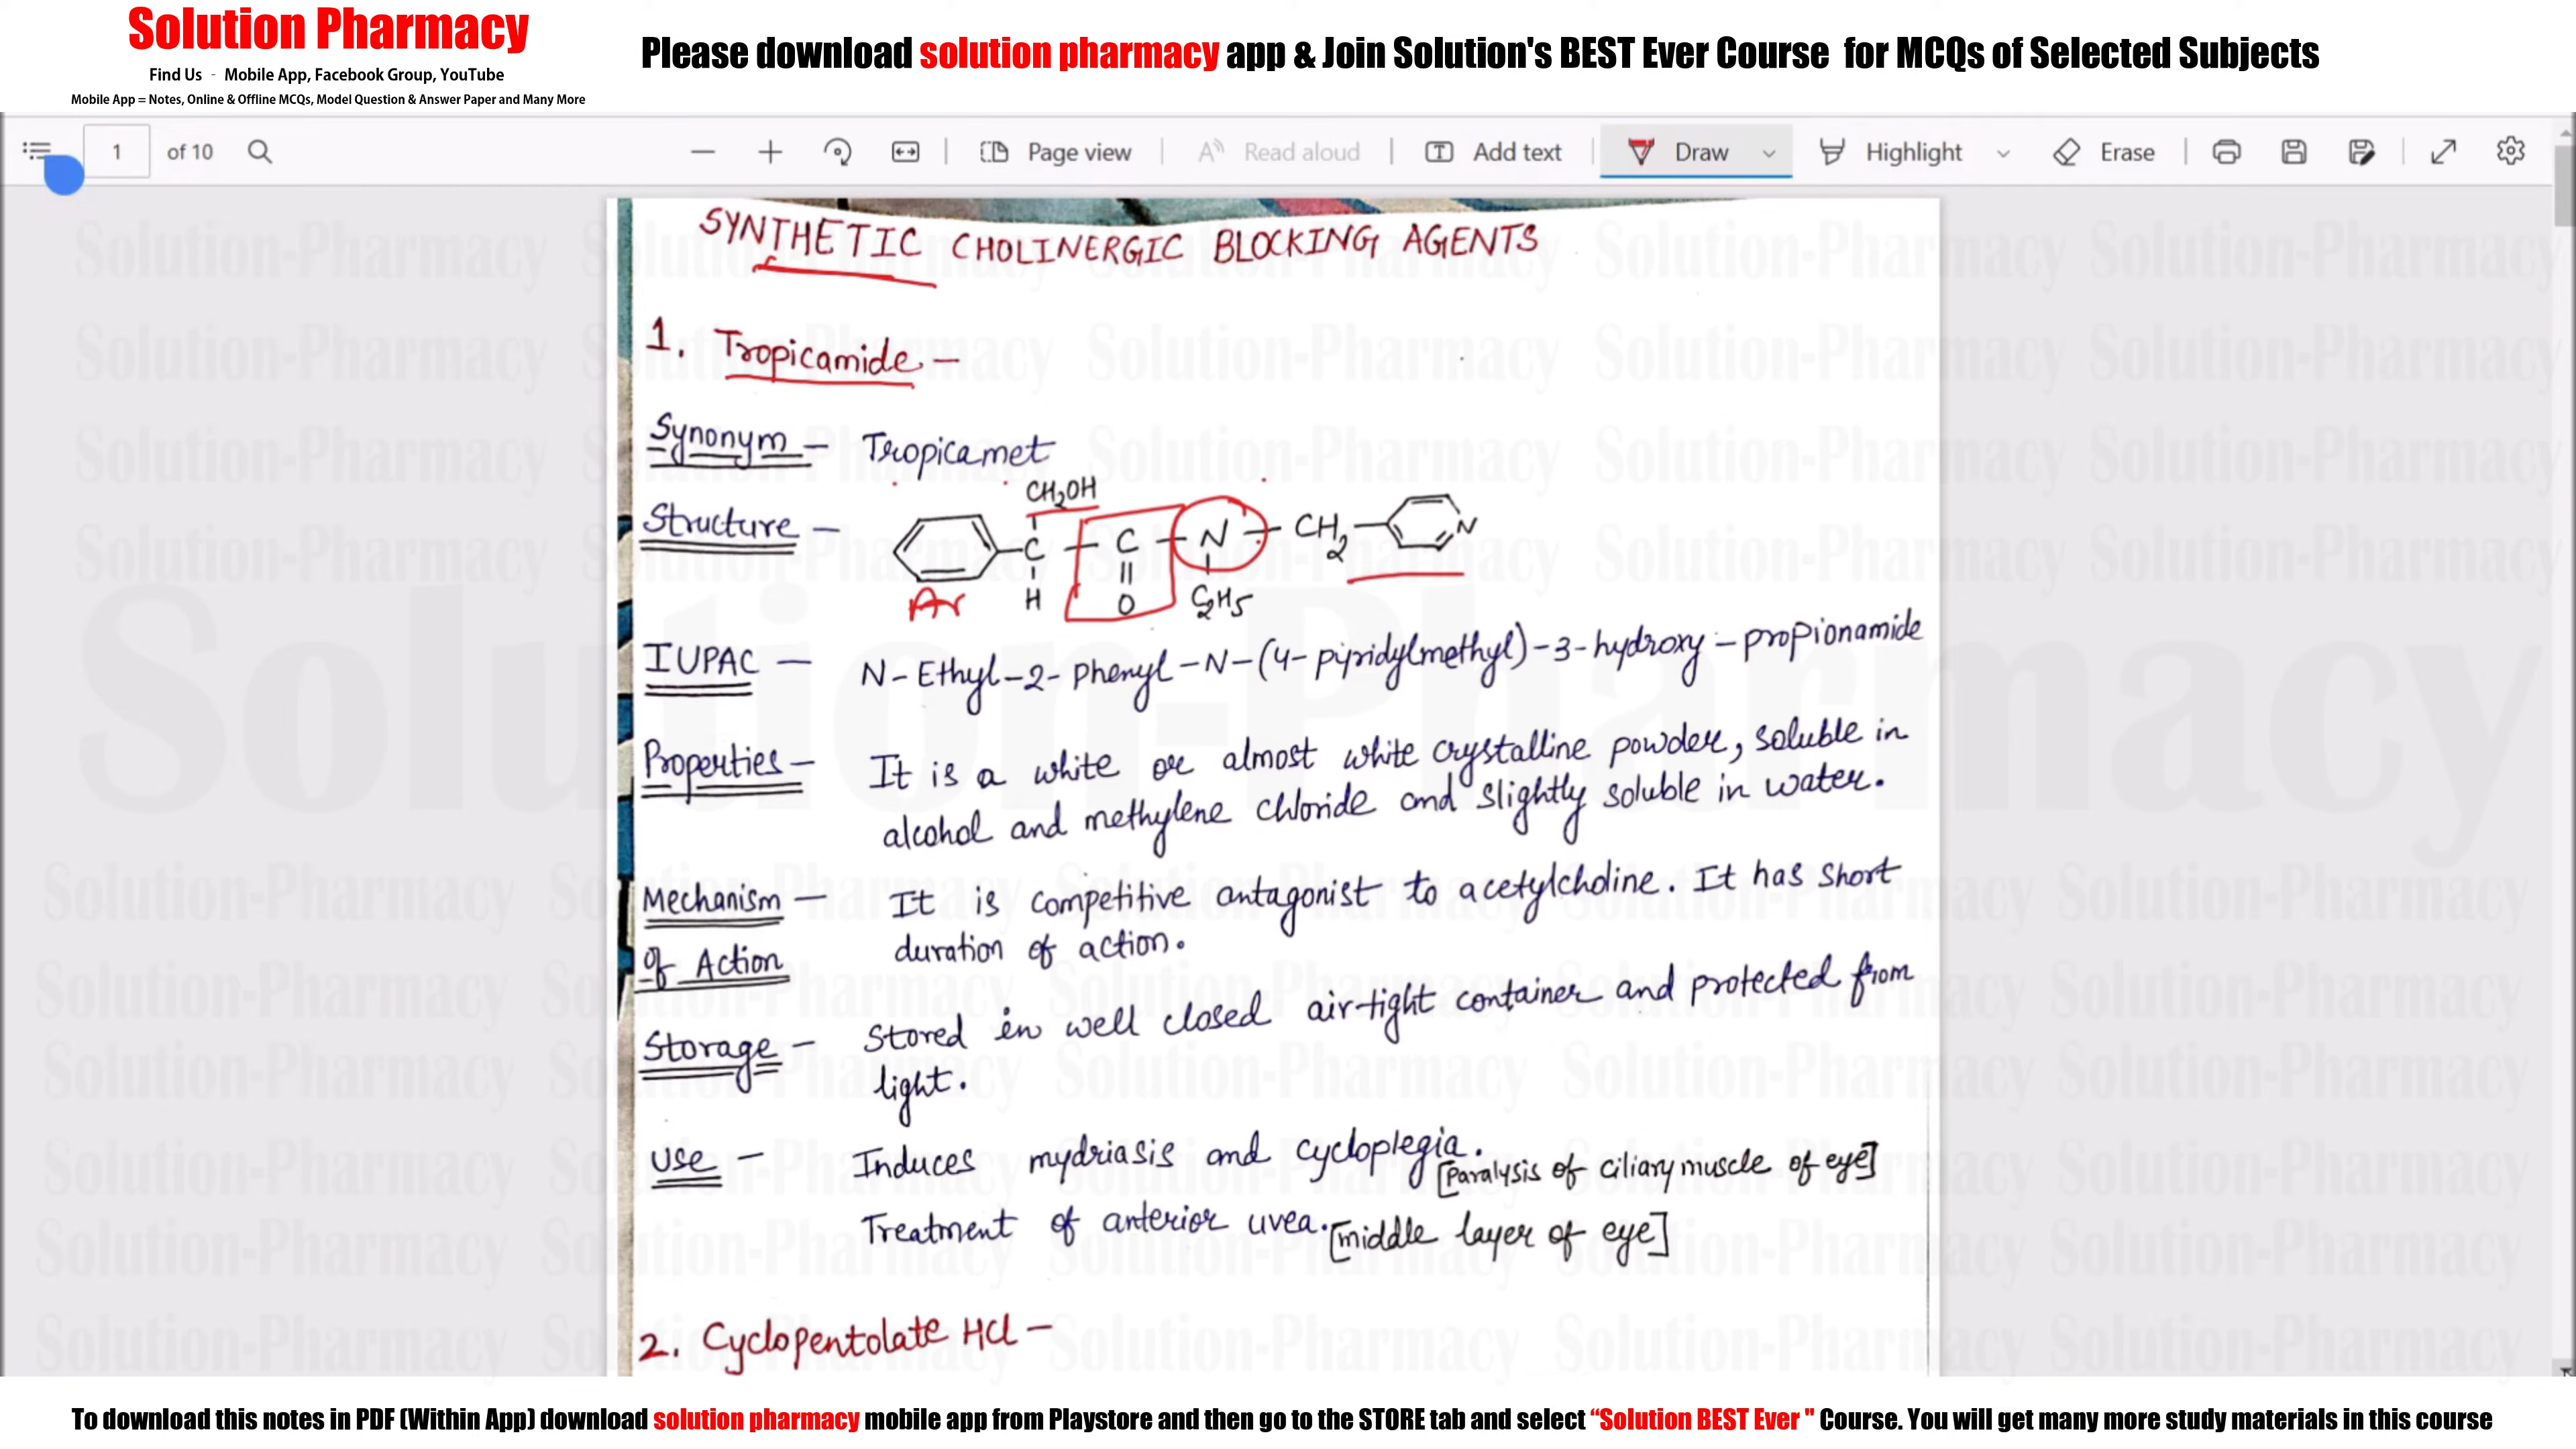 Solution Pharmacy
Find Us - Mobile App, Facebook Group, YouTube
Mobile App = Notes, Online & Offline MCQs, Model Question & Answer Paper and Many More
Please download solution pharmacy app & Join Solution's BEST Ever Course for MCQs of Selected Subjects
1 of 10 Page view Read aloud Add text Draw Highlight Erase
SYNTHETIC CHOLINERGIC BLOCKING AGENTS
1. Tropicamide -
Synonym - Tropicamet
Structure -
CH2OH
C - C - N - CH2 N
Ar H O C2H5
IUPAC - N-Ethyl-2-Phenyl-N-(4-pipridylmethyl)-3-hydroxy-propionamide
Properties - It is a white or almost white crystalline powder, soluble in
alcohol and methylene chloride and slightly soluble in water.
Mechanism of Action - It is competitive antagonist to acetylcholine. It has short
duration of action.
Storage - Stored in well closed air-tight container and protected from
light.
Use - Induces mydriasis and cycloplegia. [Paralysis of ciliary muscle of eye]
Treatment of anterior uvea. [middle layer of eye]
2. Cyclopentolate HCl -
Solution-Pharmacy
To download this notes in PDF (Within App) download solution pharmacy mobile app from Playstore and then go to the STORE tab and select “Solution BEST Ever " Course. You will get many more study materials in this course